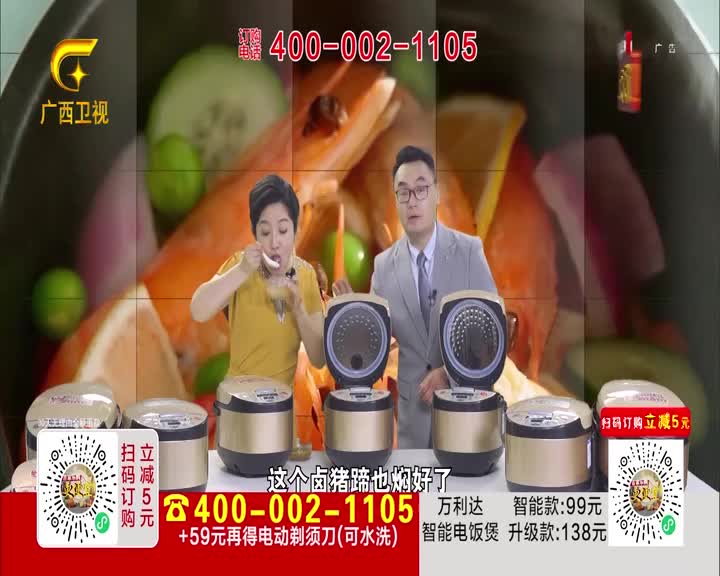 订购电话 400-002-1105
广告
广西卫视
扫码订购 立减5元
扫码订购
立减5元
这个卤猪蹄也焖好了
☎400-002-1105
+59元再得电动剃须刀(可水洗)
万利达 智能款:99元
智能电饭煲 升级款:138元